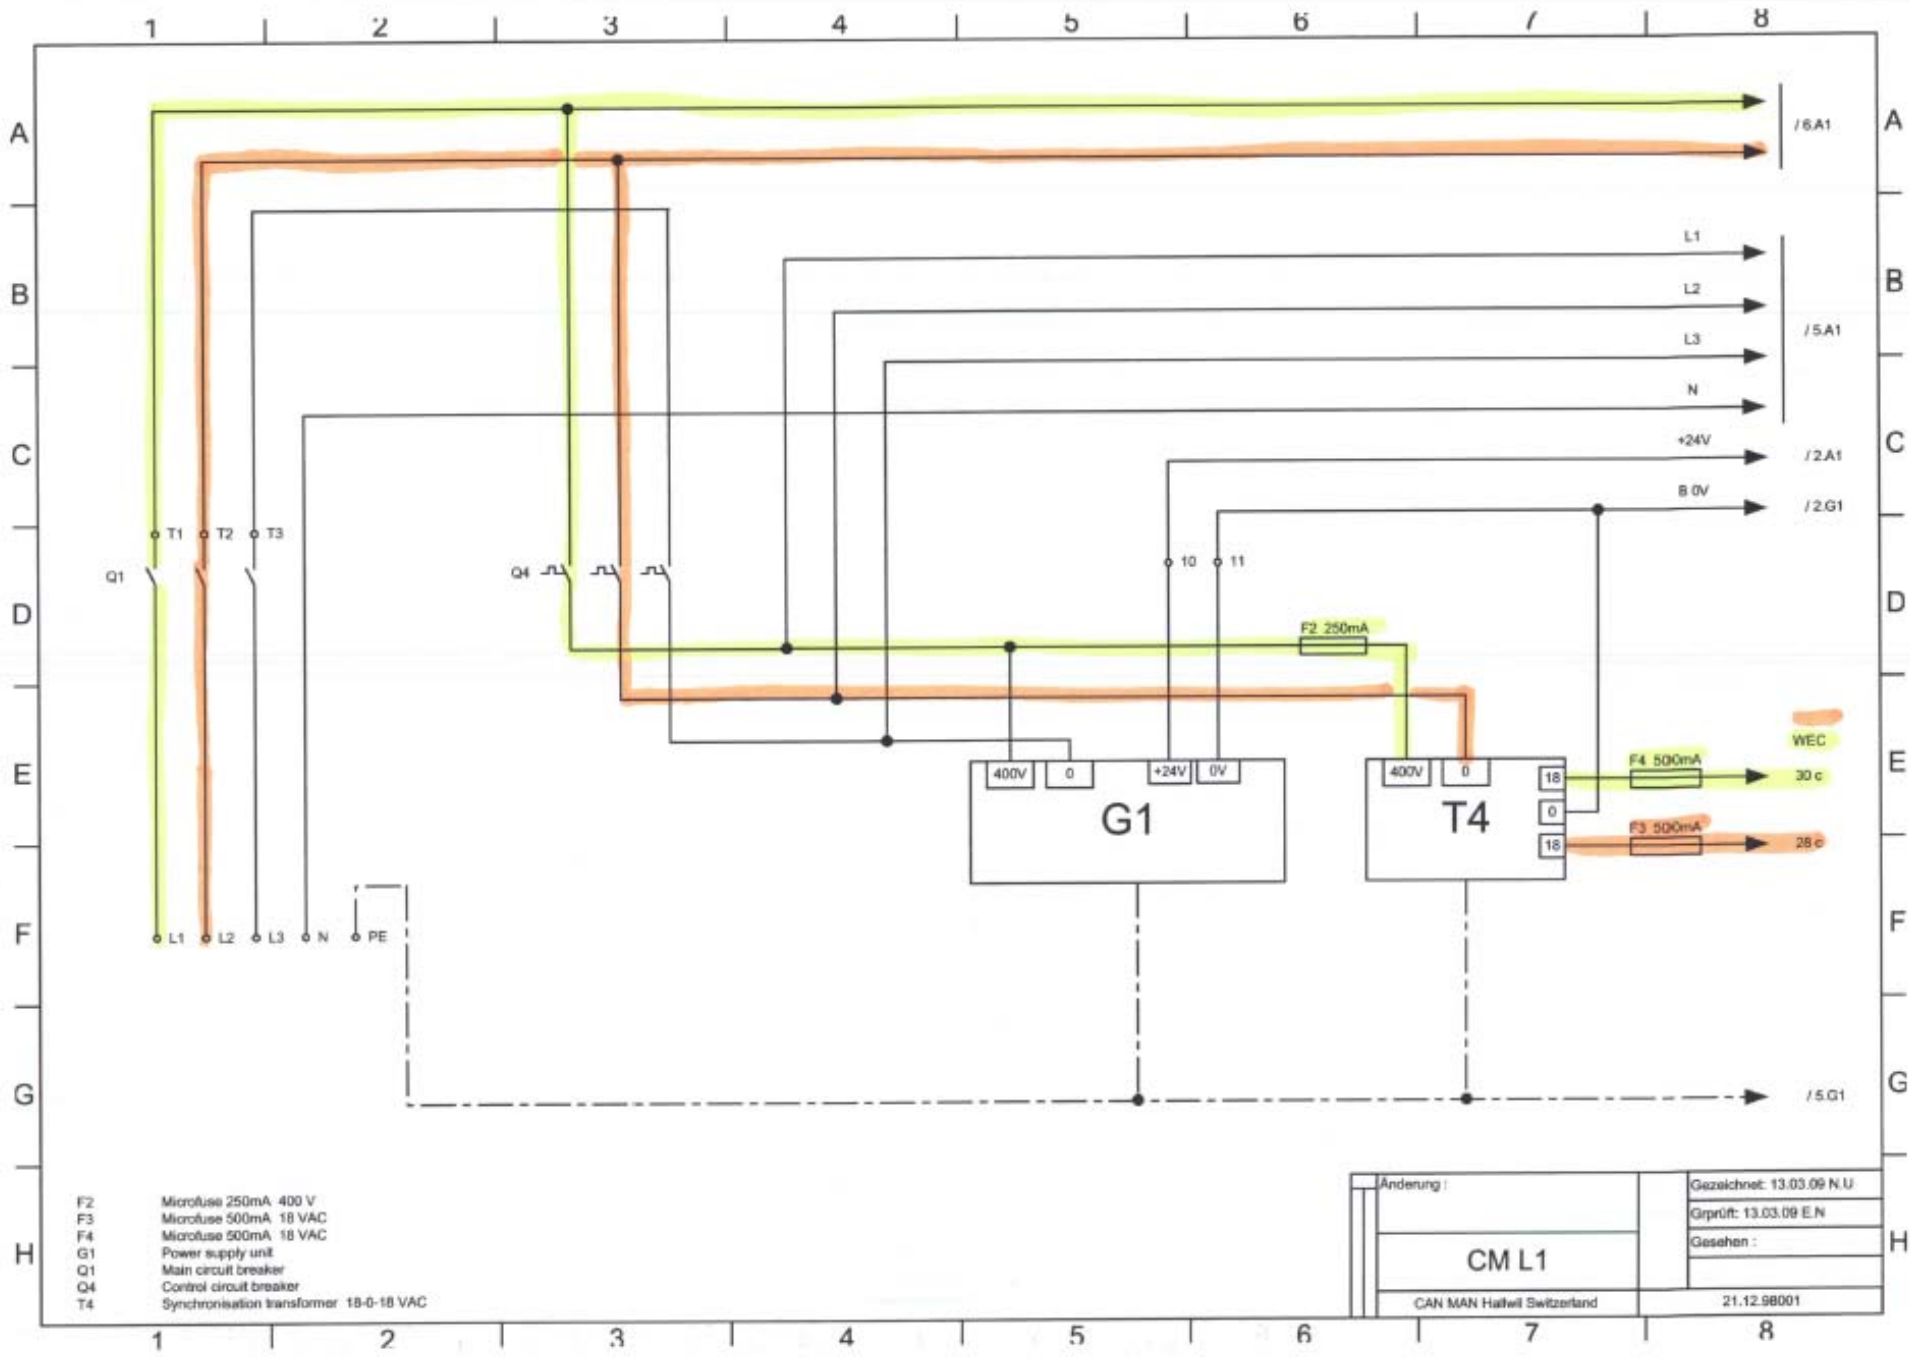 1 2 3 4 5 6 7 8
A A
/ 6.A1
L1
B B
L2
/ 5.A1
L3
N
C +24V / 2.A1 C
B 0V / 2.G1
T1 T2 T3
Q1 Q4 10 11
D D
F2 250mA
WEC
E 400V 0 +24V 0V 400V 0 18 F4 500mA 30 c E
G1 T4 0
18 F3 500mA 28 c
F L1 L2 L3 N PE F
G / 5.G1 G
Änderung :
Gezeichnet: 13.03.09 N.U
F2 Microfuse 250mA 400 V
F3 Microfuse 500mA 18 VAC
Grprüft: 13.03.09 E.N
F4 Microfuse 500mA 18 VAC
Gesehen :
H G1 Power supply unit H
CM L1
Q1 Main circuit breaker
Q4 Control circuit breaker
T4 Synchronisation transformer 18-0-18 VAC
CAN MAN Hallwil Switzerland 21.12.98001
1 2 3 4 5 6 7 8